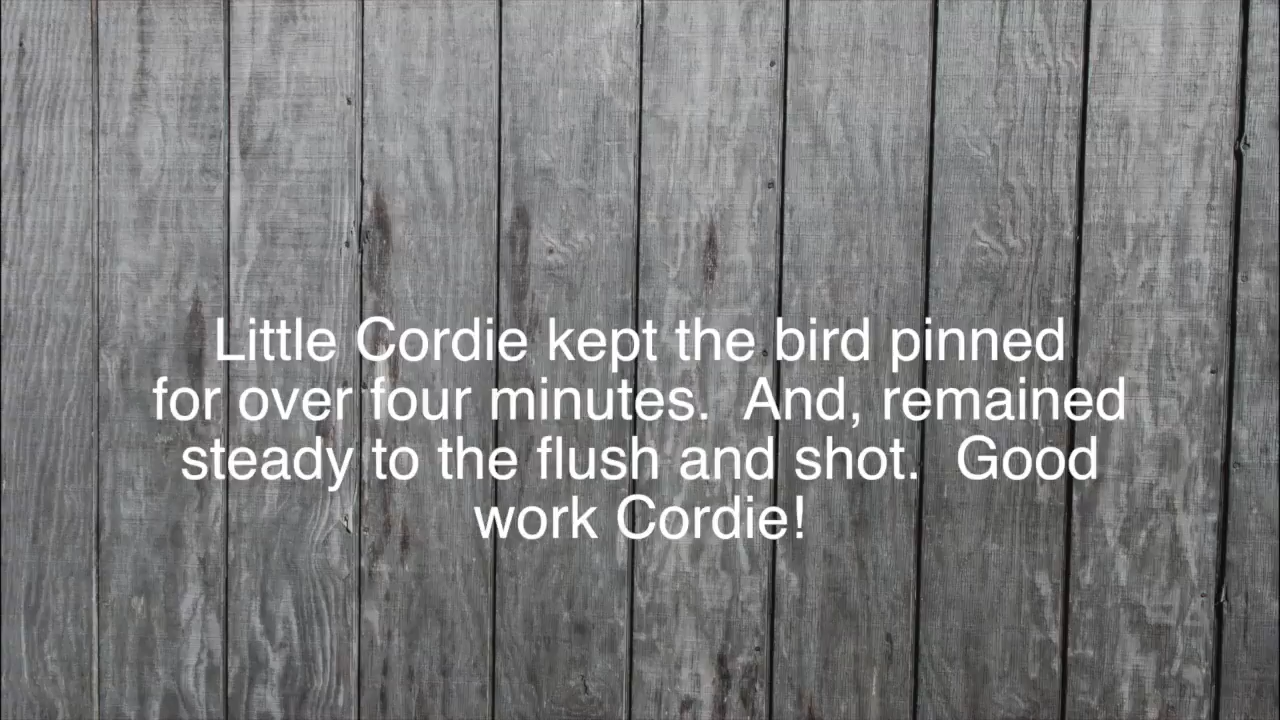 Little Cordie kept the bird pinned
for over four minutes.  And, remained
steady to the flush and shot.  Good
work Cordie!